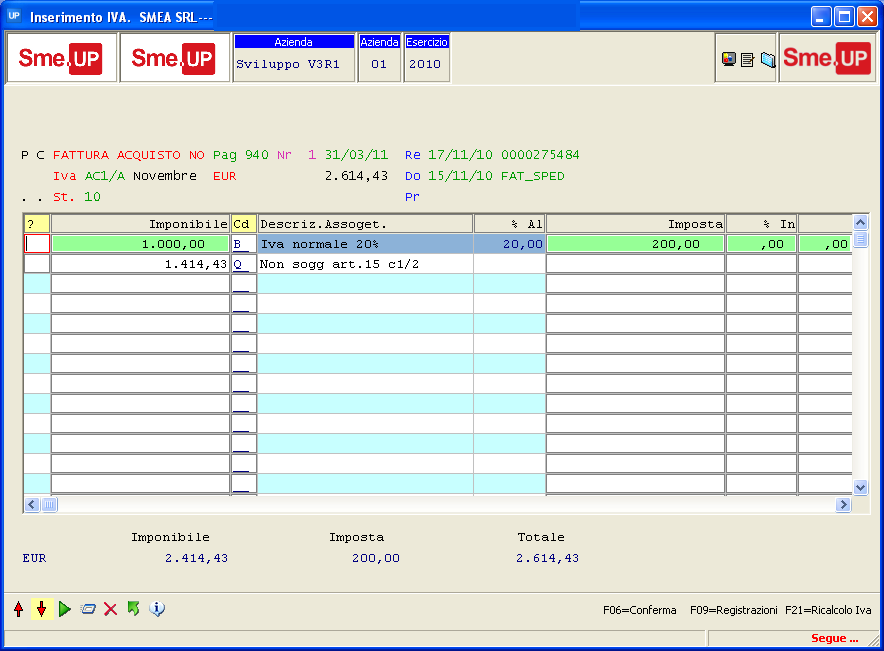 UP Inserimento IVA. SMEA SRL---
Sme.UP Sme.UP Azienda Azienda Esercizio Sme.UP
Sviluppo V3R1 01 2010
P C FATTURA ACQUISTO NO Pag 940 Nr 1 31/03/11 Re 17/11/10 0000275484
Iva AC1/A Novembre EUR 2.614,43 Do 15/11/10 FAT_SPED
. . St. 10 Pr
? Imponibile Cd Descriz.Assoget. % Al Imposta % In
1.000,00 B Iva normale 20% 20,00 200,00 ,00 ,00
1.414,43 Q Non sogg art.15 c1/2
Imponibile Imposta Totale
EUR 2.414,43 200,00 2.614,43
F06=Conferma F09=Registrazioni F21=Ricalcolo Iva
Segue ...